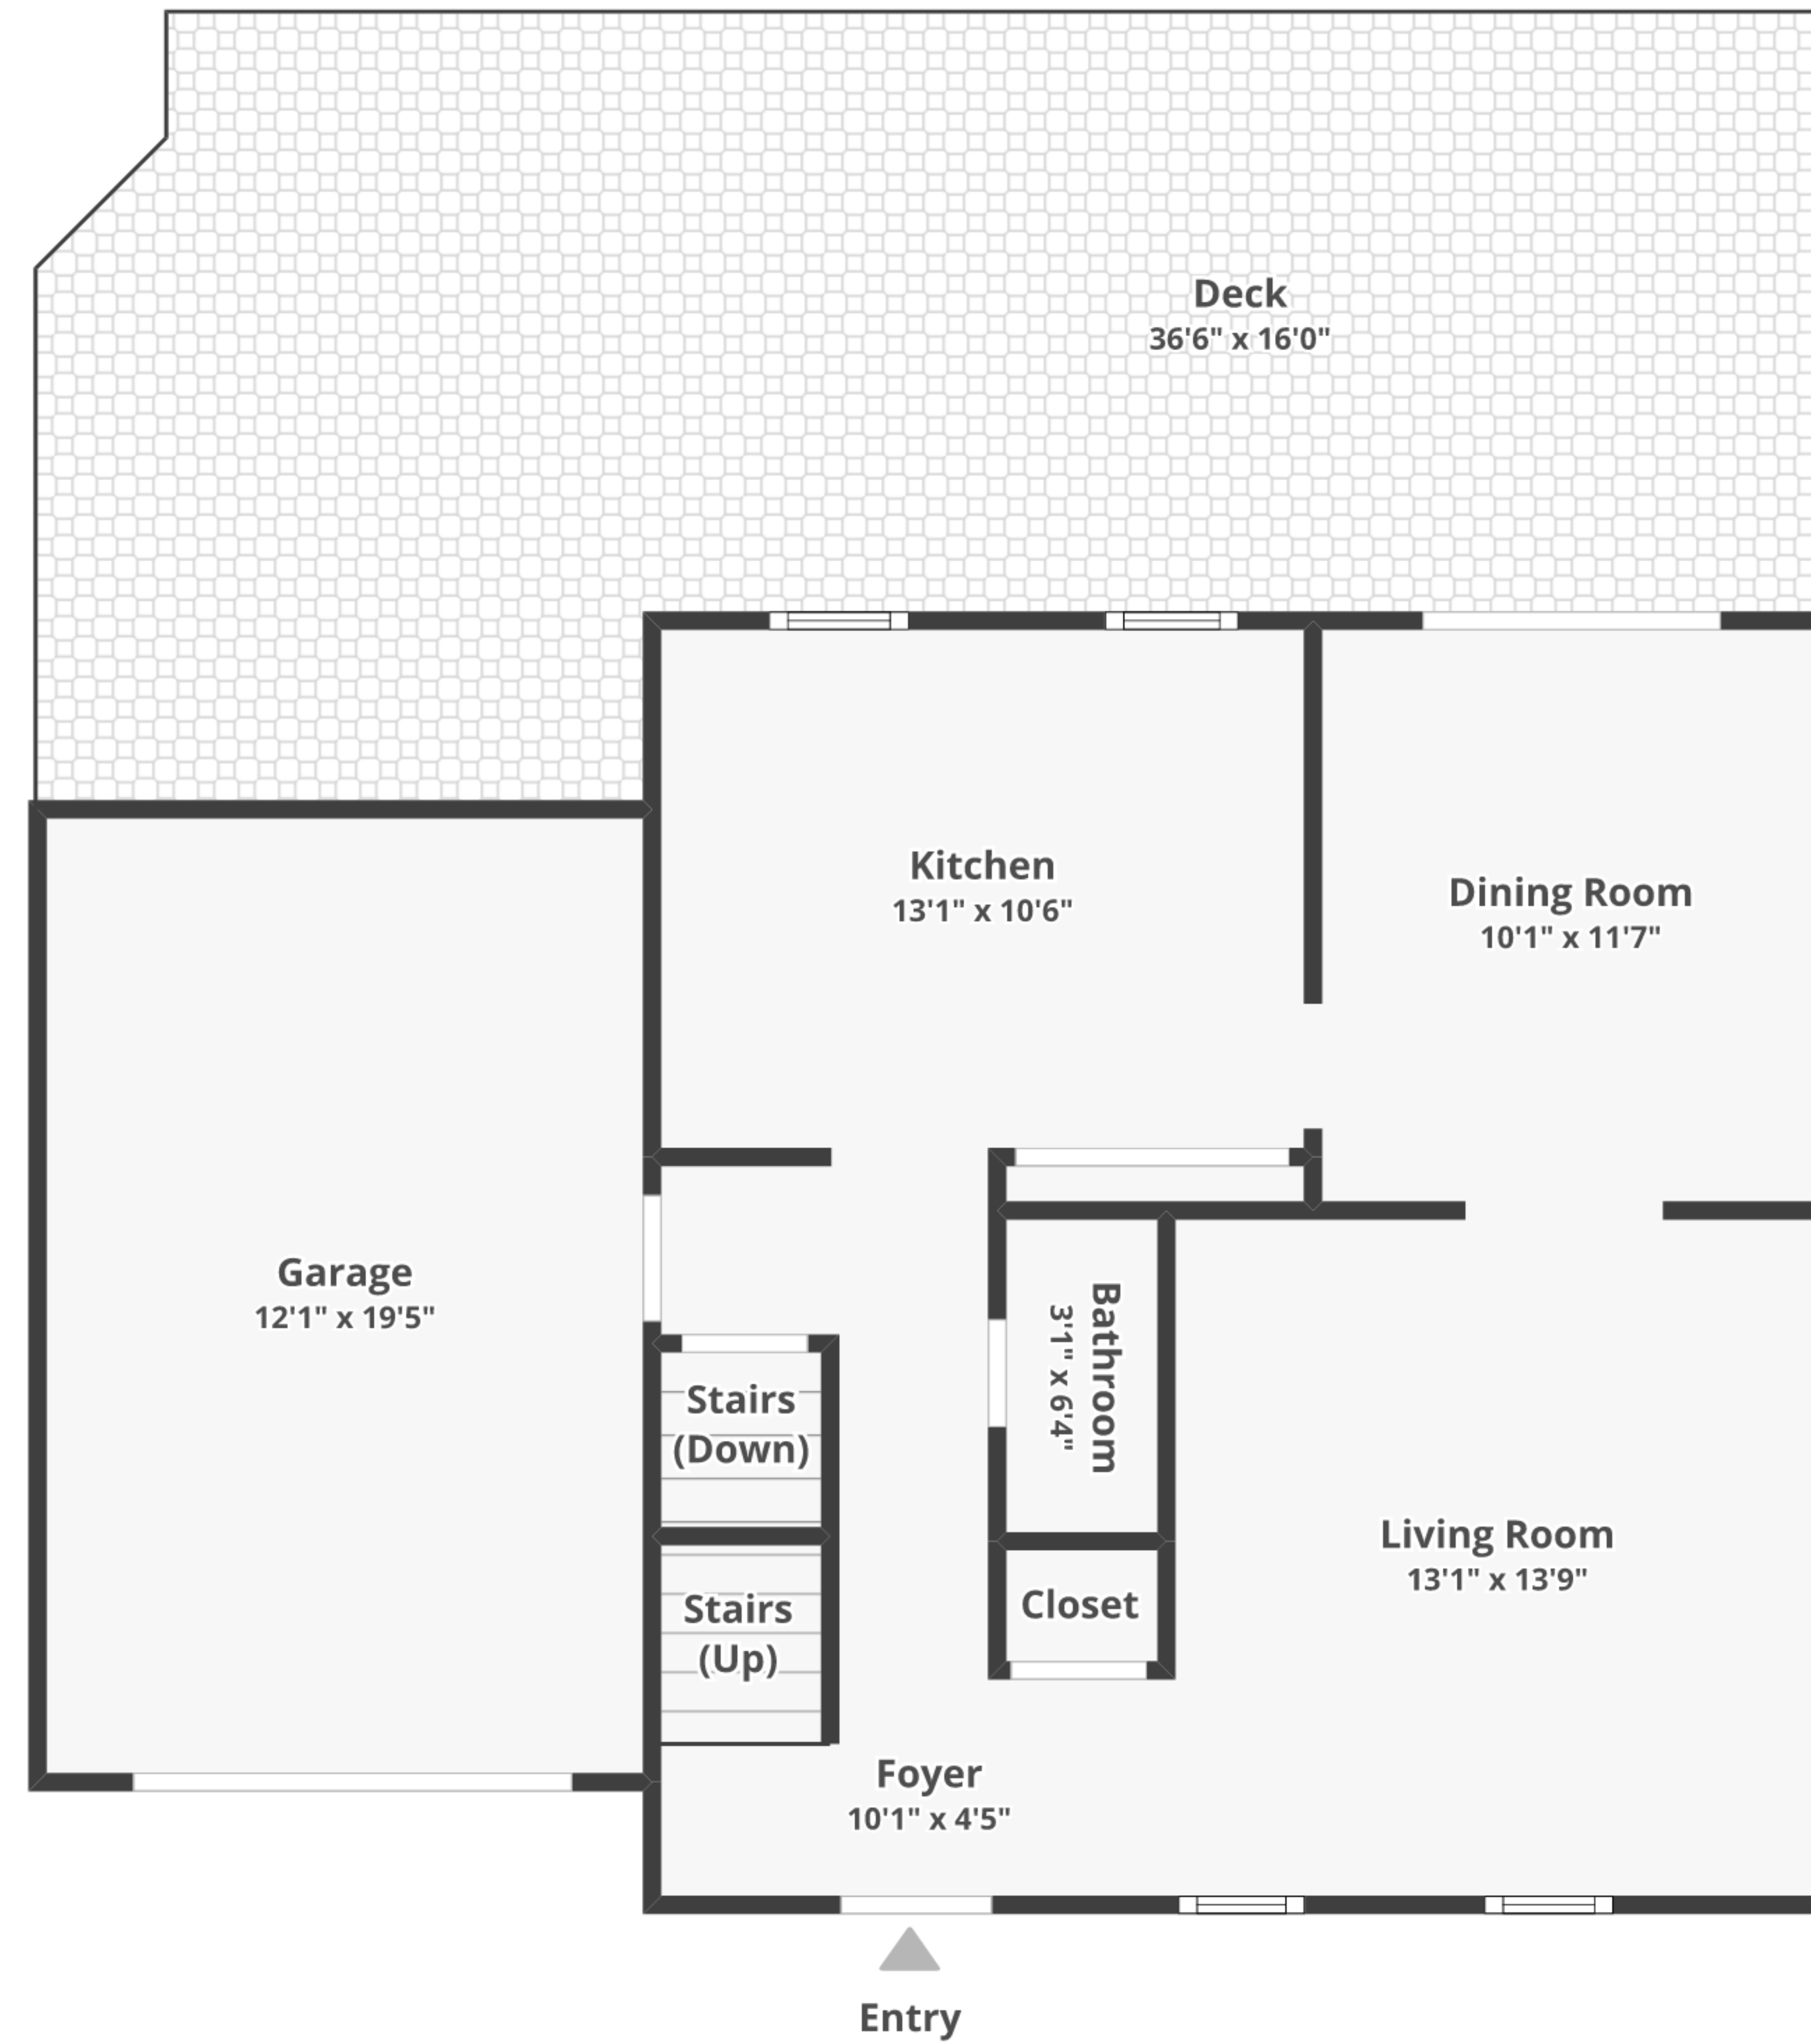 Deck
36'6" x 16'0"
Kitchen
13'1" x 10'6"
Dining Room
10'1" x 11'7"
Garage
12'1" x 19'5"
Bathroom
3'1" x 6'4"
Stairs
(Down)
Living Room
13'1" x 13'9"
Closet
Stairs
(Up)
Foyer
10'1" x 4'5"
Entry